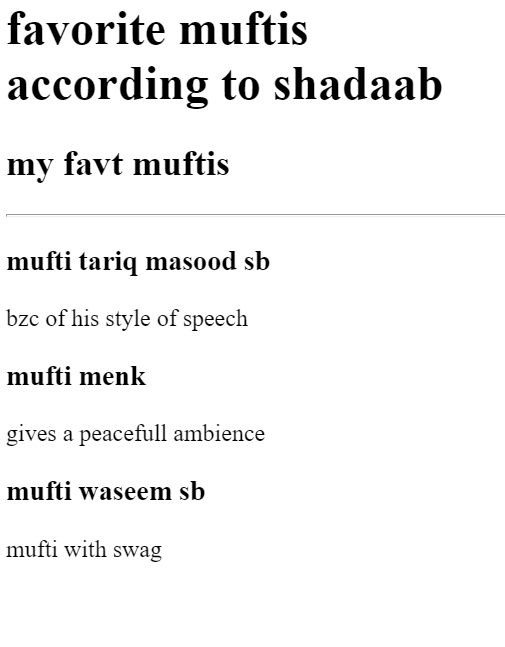 favorite muftis
according to shadaab
my favt muftis
mufti tariq masood sb
bzc of his style of speech
mufti menk
gives a peacefull ambience
mufti waseem sb
mufti with swag